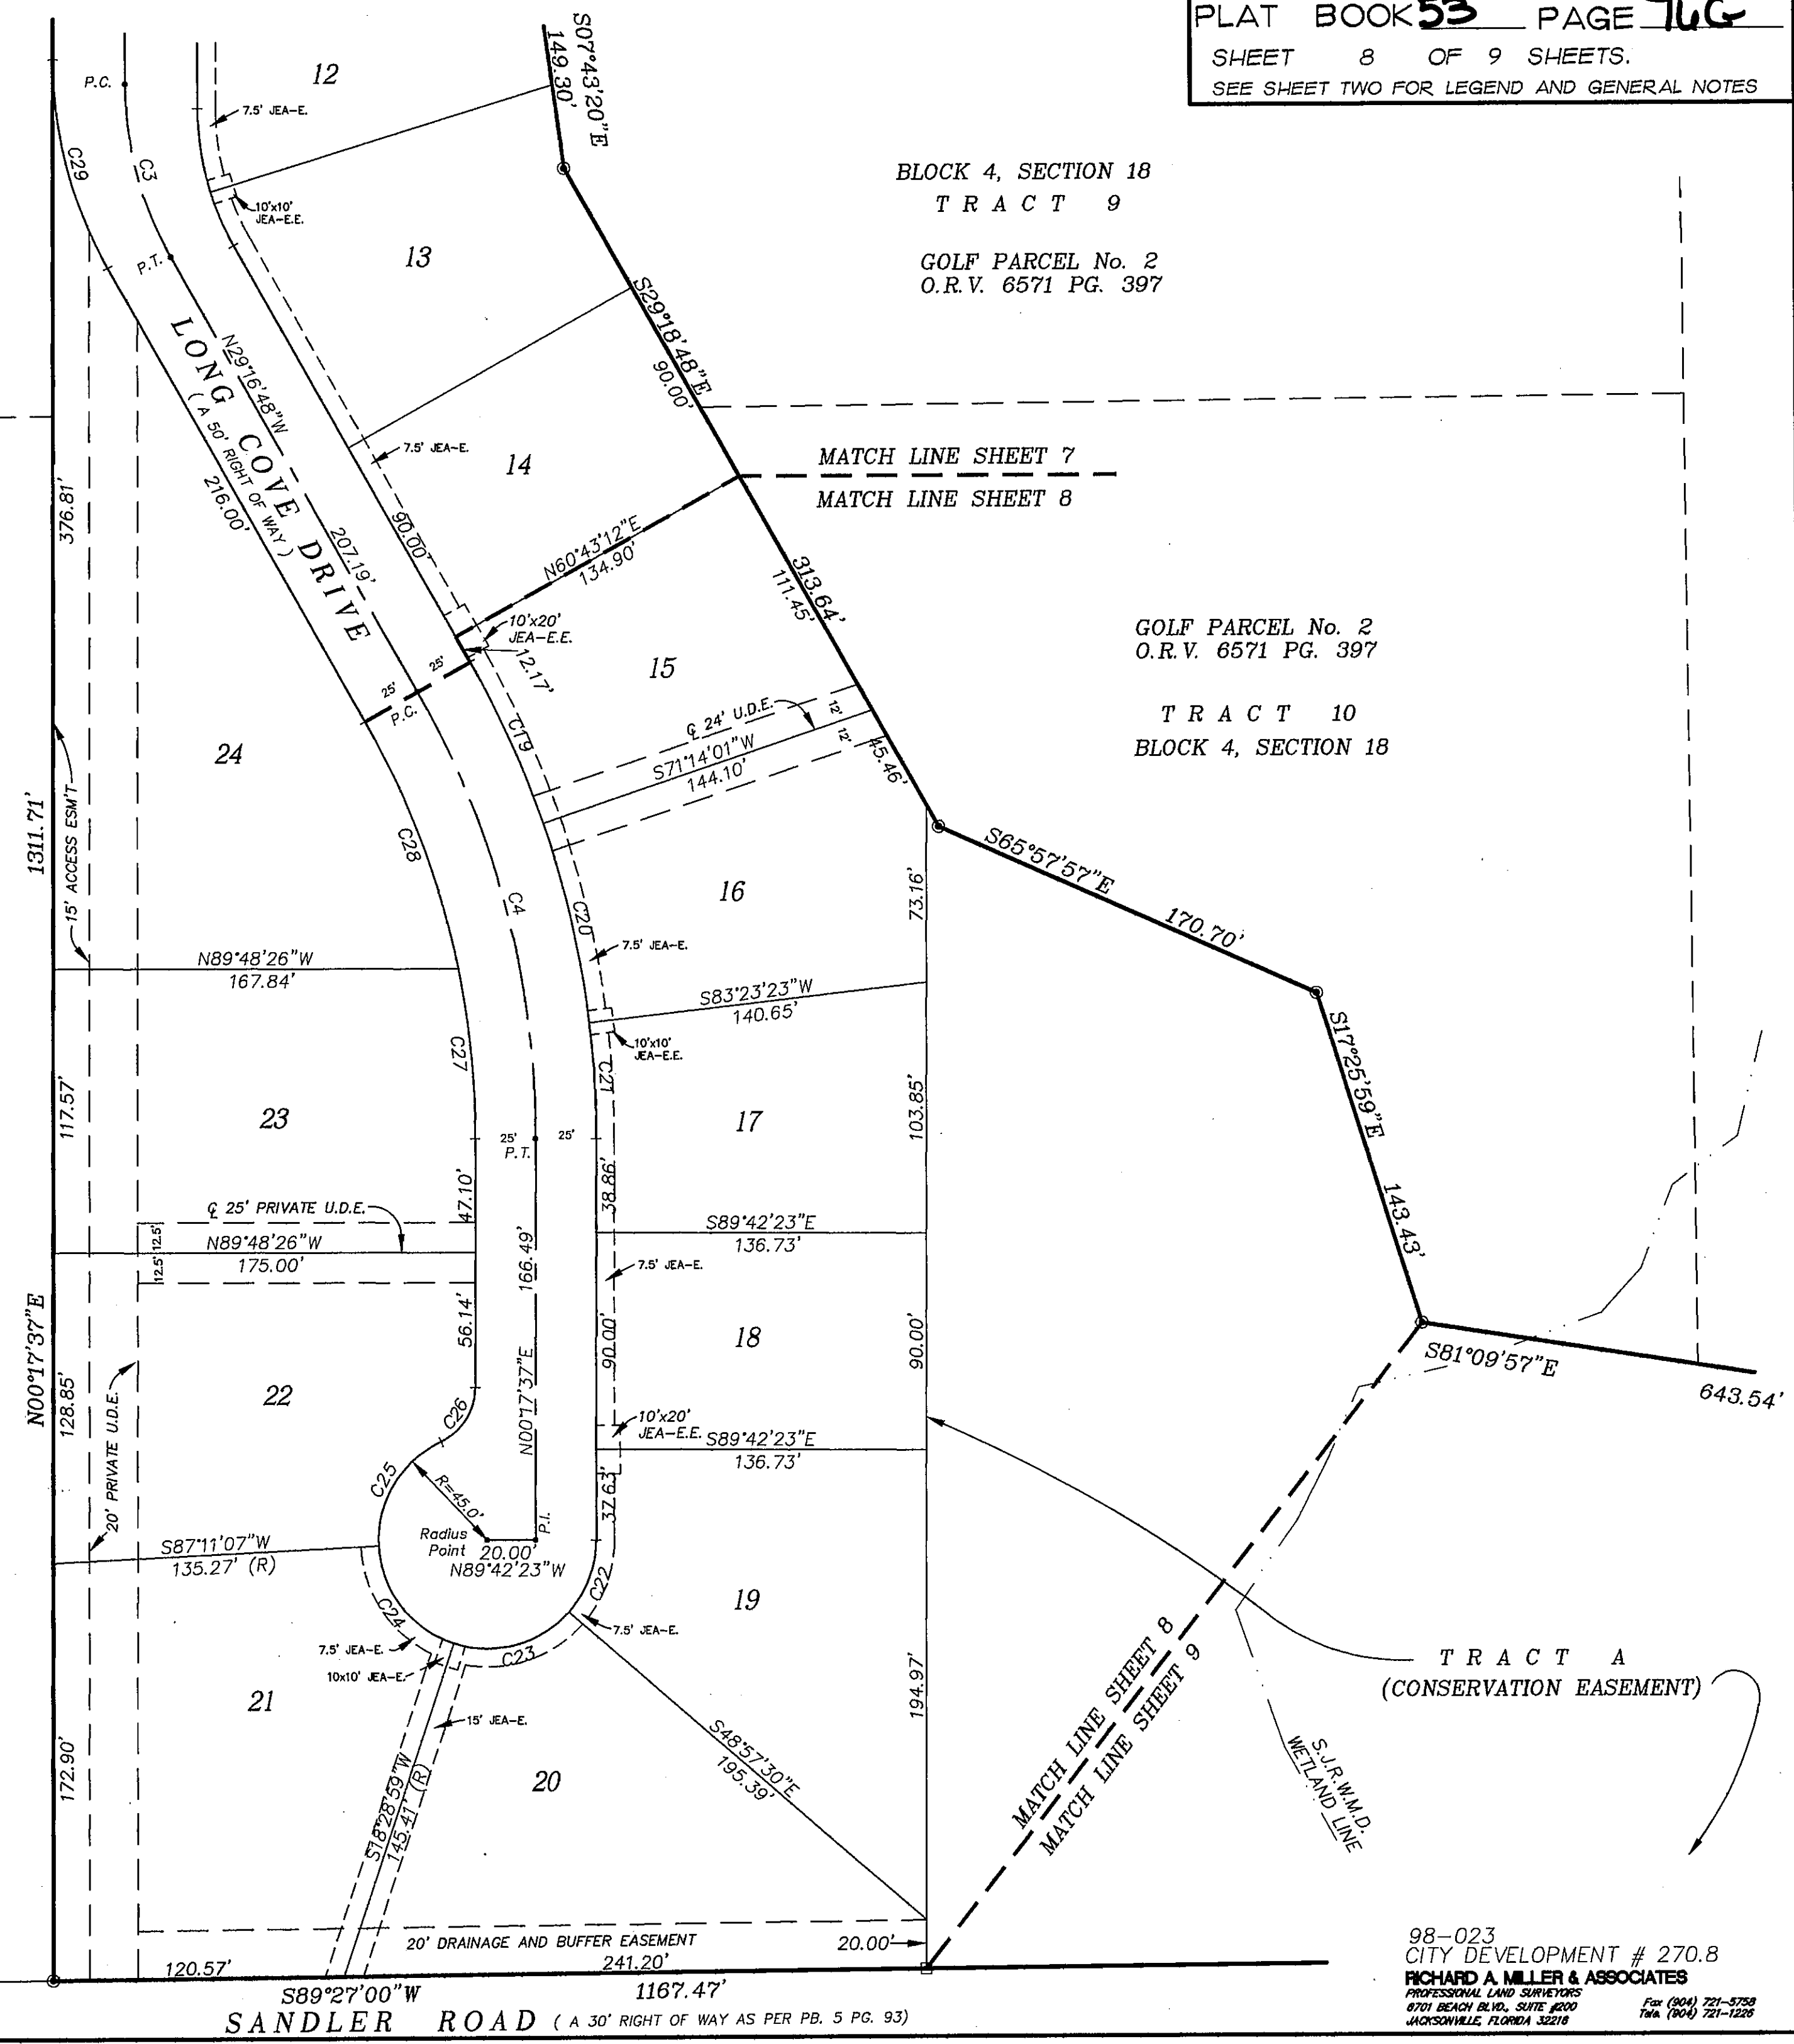 PLAT BOOK 53 PAGE 76G
SHEET 8 OF 9 SHEETS.
SEE SHEET TWO FOR LEGEND AND GENERAL NOTES
S07°43'20"E
149.30'
12
P.C.
7.5' JEA-E.
C29
C3
10'x10'
JEA-E.E.
P.T.
13
BLOCK 4, SECTION 18
TRACT 9
GOLF PARCEL No. 2
O.R.V. 6571 PG. 397
S29°18'48"E
90.00'
LONG COVE DRIVE
( A 50' RIGHT OF WAY )
N29°16'48"W
207.19'
216.00'
376.81'
7.5' JEA-E.
14
90.00'
MATCH LINE SHEET 7
MATCH LINE SHEET 8
N60°43'12"E
134.90'
313.64'
111.45'
10'x20'
JEA-E.E.
12.17'
25'
25'
P.C.
15
C19
GOLF PARCEL No. 2
O.R.V. 6571 PG. 397
TRACT 10
BLOCK 4, SECTION 18
℄ 24' U.D.E.
12'
12'
S71°14'01"W
144.10'
45.46'
24
1311.71'
15' ACCESS ESM'T
C28
C4
16
C20
73.16'
S65°57'57"E
170.70'
7.5' JEA-E.
N89°48'26"W
167.84'
S83°23'23"W
140.65'
10'x10'
JEA-E.E.
C27
C21
S17°25'59"E
143.43'
117.57'
23
17
103.85'
25'
25'
P.T.
47.10'
38.86'
℄ 25' PRIVATE U.D.E.
N89°48'26"W
175.00'
12.5'
12.5'
S89°42'23"E
136.73'
166.49'
7.5' JEA-E.
N00°17'37"E
56.14'
90.00'
18
90.00'
S81°09'57"E
643.54'
22
128.85'
20' PRIVATE U.D.E.
C26
N00°17'37"E
10'x20'
JEA-E.E.
S89°42'23"E
136.73'
C25
R=45.0'
37.63'
P.I.
Radius
Point
20.00'
N89°42'23"W
S87°11'07"W
135.27' (R)
C22
19
C24
7.5' JEA-E.
7.5' JEA-E.
C23
10x10' JEA-E.
21
15' JEA-E.
194.97'
TRACT A
(CONSERVATION EASEMENT)
MATCH LINE SHEET 8
MATCH LINE SHEET 9
S.J.R.W.M.D.
WETLAND LINE
S48°57'30"E
195.39'
172.90'
20
S18°28'59"W
145.41' (R)
20' DRAINAGE AND BUFFER EASEMENT
20.00'
120.57'
241.20'
S89°27'00"W
1167.47'
SANDLER ROAD ( A 30' RIGHT OF WAY AS PER PB. 5 PG. 93)
98-023
CITY DEVELOPMENT # 270.8
RICHARD A. MILLER & ASSOCIATES
PROFESSIONAL LAND SURVEYORS
6701 BEACH BLVD., SUITE #200
JACKSONVILLE, FLORIDA 32216
Fax (904) 721-5758
Tele. (904) 721-1226